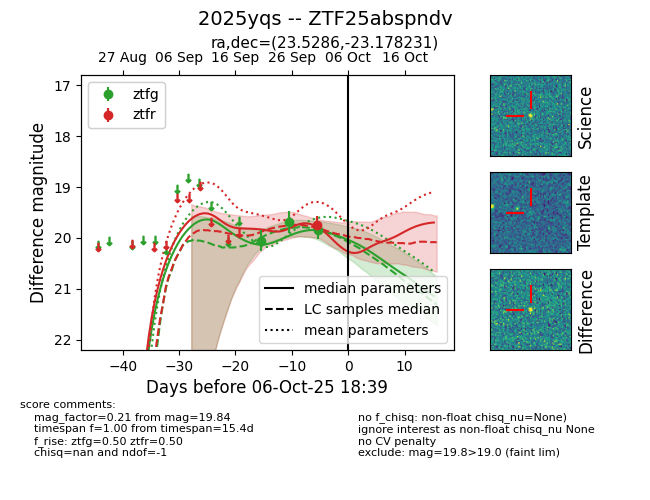 2025yqs -- ZTF25abspndv
ra,dec=(23.5286,-23.178231)
27 Aug 06 Sep 16 Sep 26 Sep 06 Oct 16 Oct
17
18
19
20
21
22
Difference magnitude
ztfg
ztfr
median parameters
LC samples median
mean parameters
−40 −30 −20 −10 0 10
Days before 06-Oct-25 18:39
Science
Template
Difference
score comments:
mag_factor=0.21 from mag=19.84
timespan f=1.00 from timespan=15.4d
f_rise: ztfg=0.50 ztfr=0.50
chisq=nan and ndof=-1
no f_chisq: non-float chisq_nu=None)
ignore interest as non-float chisq_nu None
no CV penalty
exclude: mag=19.8>19.0 (faint lim)